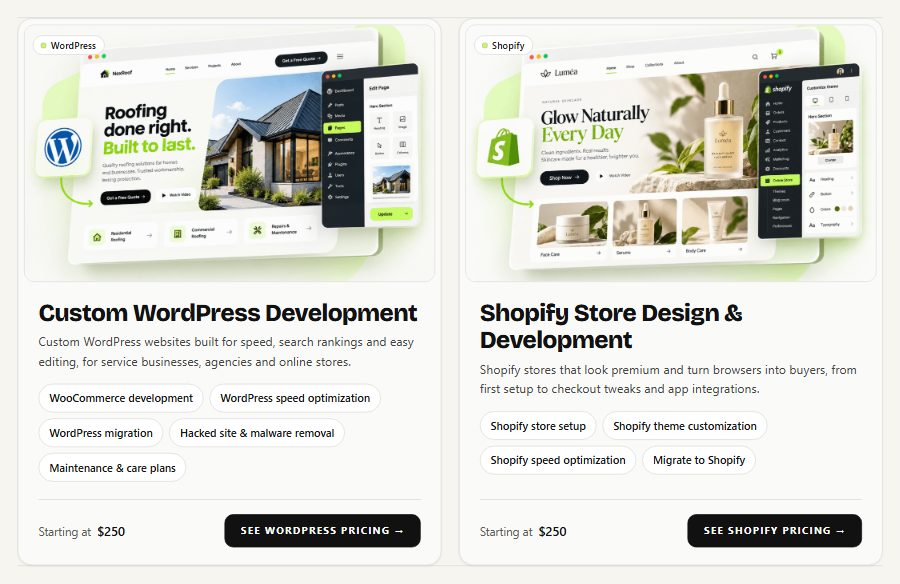 WordPress
NexRoof
Home
Services
Projects
About
Get a Free Quote →
Roofing
done right.
Built to last.
Quality roofing solutions for homes
and businesses. Trusted workmanship,
lasting protection.
Get a Free Quote →
Watch Video
Residential
Roofing
Commercial
Roofing
Repairs &
Maintenance
Dashboard
Posts
Media
Pages
Comments
Appearance
Plugins
Users
Tools
Settings
Edit Page
Hero Section
Heading
Image
Button
Update
Custom WordPress Development
Custom WordPress websites built for speed, search rankings and easy
editing, for service businesses, agencies and online stores.
WooCommerce development
WordPress speed optimization
WordPress migration
Hacked site & malware removal
Maintenance & care plans
Starting at $250
SEE WORDPRESS PRICING →
Shopify
Luméa
Home
Shop
Collections
About
NATURAL SKINCARE
Glow Naturally
Every Day
Clean ingredients. Real results.
Skincare made for a healthier, brighter you.
Shop Now →
Watch Video
Luméa
Face Care
Serums
Body Care
shopify
Home
Orders
Products
Customers
Content
Analytics
Marketing
Discounts
Online Store
Themes
Blog posts
Pages
Navigation
Preferences
Customize theme
Hero Section
Change
Aa Heading
Button
Colors
Aa Typography
Shopify Store Design &
Development
Shopify stores that look premium and turn browsers into buyers, from
first setup to checkout tweaks and app integrations.
Shopify store setup
Shopify theme customization
Shopify speed optimization
Migrate to Shopify
Starting at $250
SEE SHOPIFY PRICING →